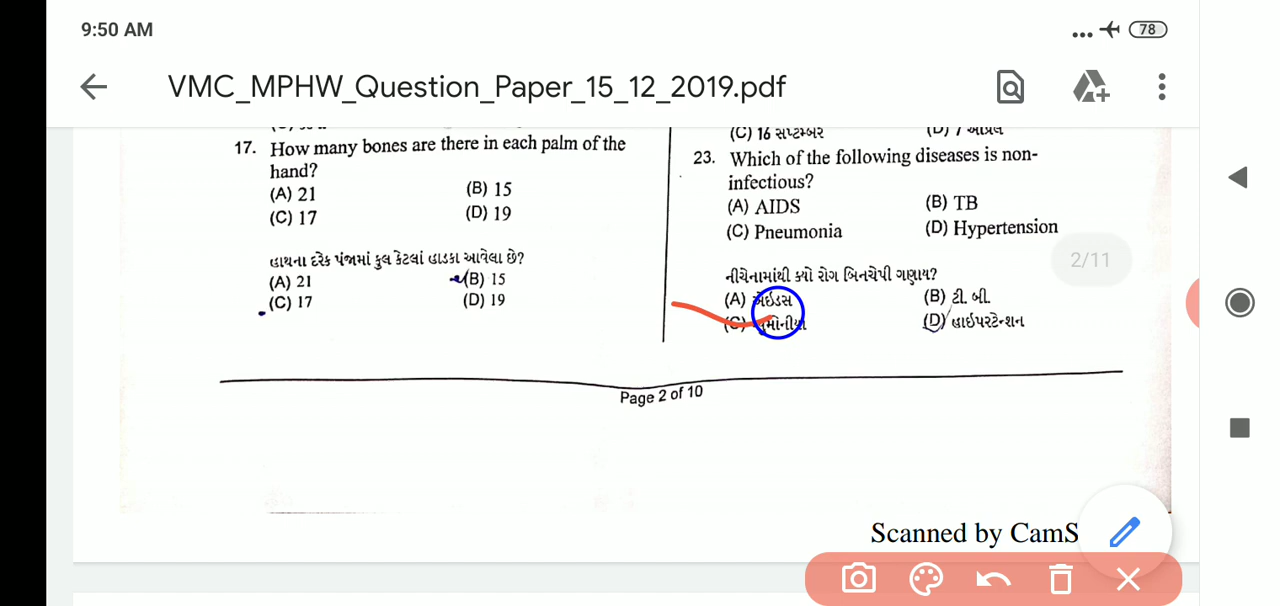 9:50 AM
78
VMC_MPHW_Question_Paper_15_12_2019.pdf
17. How many bones are there in each palm of the
hand?
(A) 21
(B) 15
(C) 17
(D) 19
હાથના દરેક પંજામાં કુલ કેટલાં હાડકા આવેલા છે?
(A) 21
(B) 15
(C) 17
(D) 19
(C) 16 સપ્ટેમ્બર
(D) 7 એપ્રિલ
23. Which of the following diseases is non-
infectious?
(A) AIDS
(B) TB
(C) Pneumonia
(D) Hypertension
2/11
નીચેનામાંથી ક્યો રોગ બિનચેપી ગણાય?
(A) એઇડસ
(B) ટી. બી.
(C) ન્યુમોનીયા
(D) હાઇપરટેન્શન
Page 2 of 10
Scanned by CamS